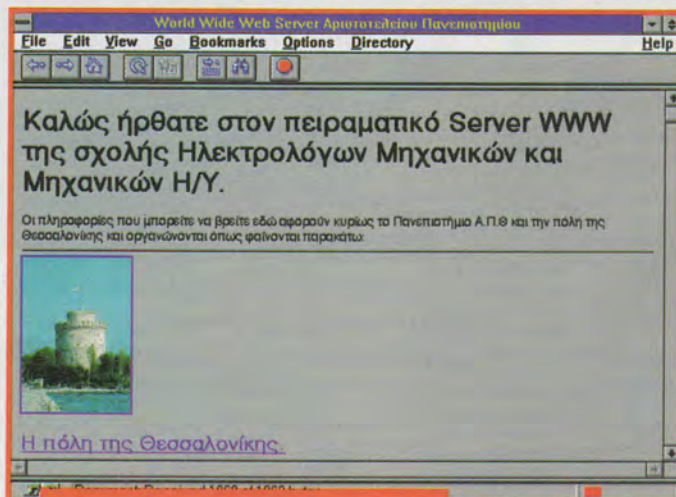 World Wide Web Server Αριστοτελείου Πανεπιστημίου
File Edit View Go Bookmarks Options Directory Help
Καλώς ήρθατε στον πειραματικό Server WWW
της σχολής Ηλεκτρολόγων Μηχανικών και
Μηχανικών Η/Υ.
Οι πληροφορίες που μπορείτε να βρείτε εδώ αφορούν κυρίως το Πανεπιστήμιο Α.Π.Θ και την πόλη της
Θεσσαλονίκης και οργανώνονται όπως φαίνονται παρακάτω:
Η πόλη της Θεσσαλονίκης.